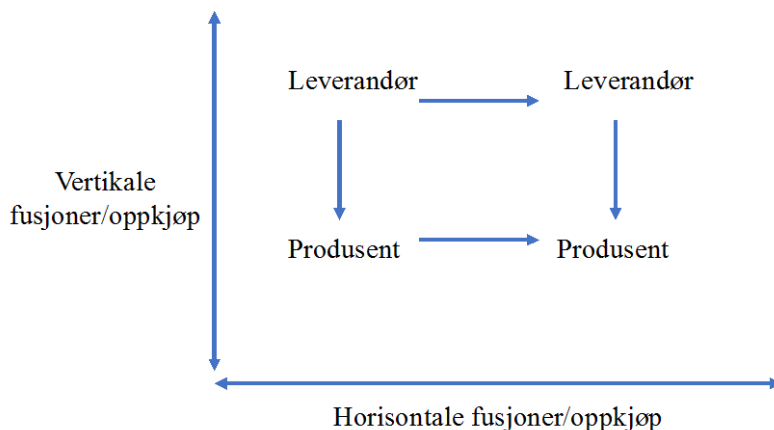 Leverandør
Leverandør
Vertikale
fusjoner/oppkjøp
Produsent
Produsent
Horisontale fusjoner/oppkjøp